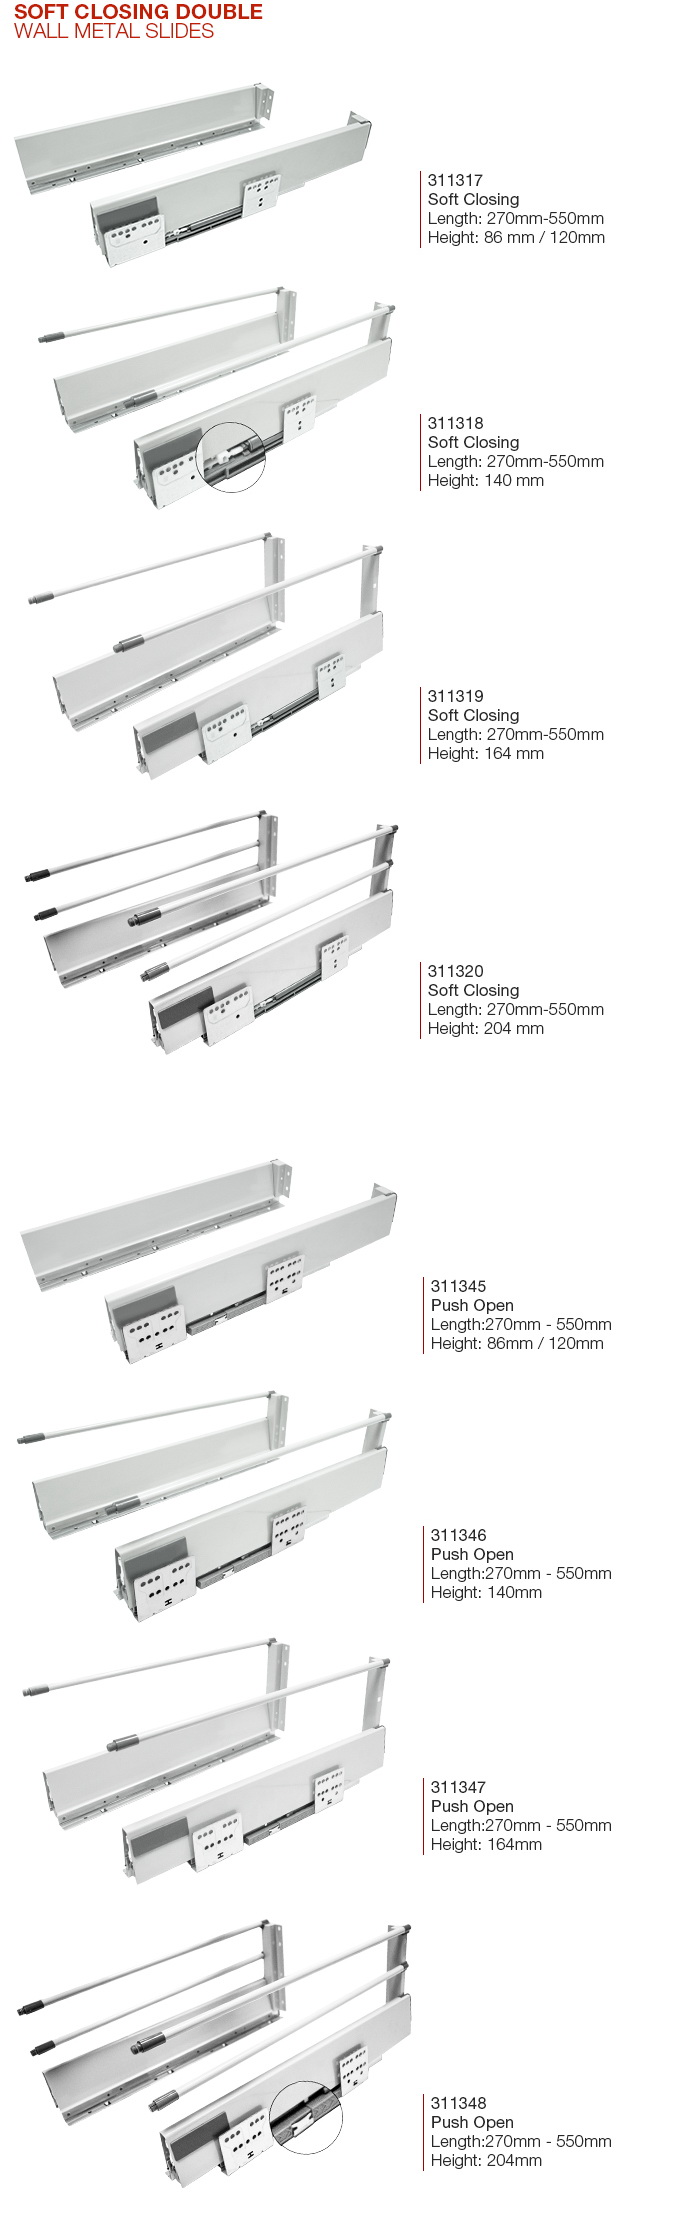 SOFT CLOSING DOUBLE
WALL METAL SLIDES
311317
Soft Closing
Length: 270mm-550mm
Height: 86 mm / 120mm
311318
Soft Closing
Length: 270mm-550mm
Height: 140 mm
311319
Soft Closing
Length: 270mm-550mm
Height: 164 mm
311320
Soft Closing
Length: 270mm-550mm
Height: 204 mm
311345
Push Open
Length:270mm - 550mm
Height: 86mm / 120mm
311346
Push Open
Length:270mm - 550mm
Height: 140mm
311347
Push Open
Length:270mm - 550mm
Height: 164mm
311348
Push Open
Length:270mm - 550mm
Height: 204mm